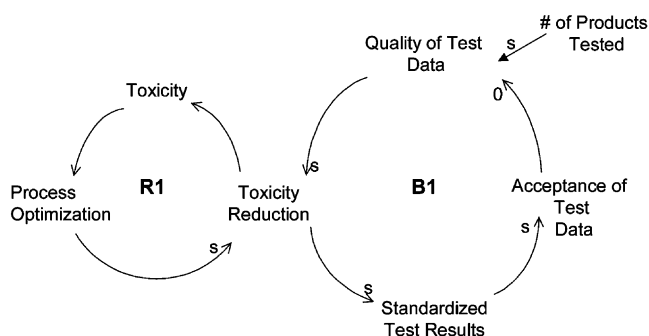 # of Products
Tested
s
Quality of Test
Data
0
Toxicity
s
R1
B1
Process
Optimization
Toxicity
Reduction
Acceptance of
Test
Data
s
s
s
Standardized
Test Results